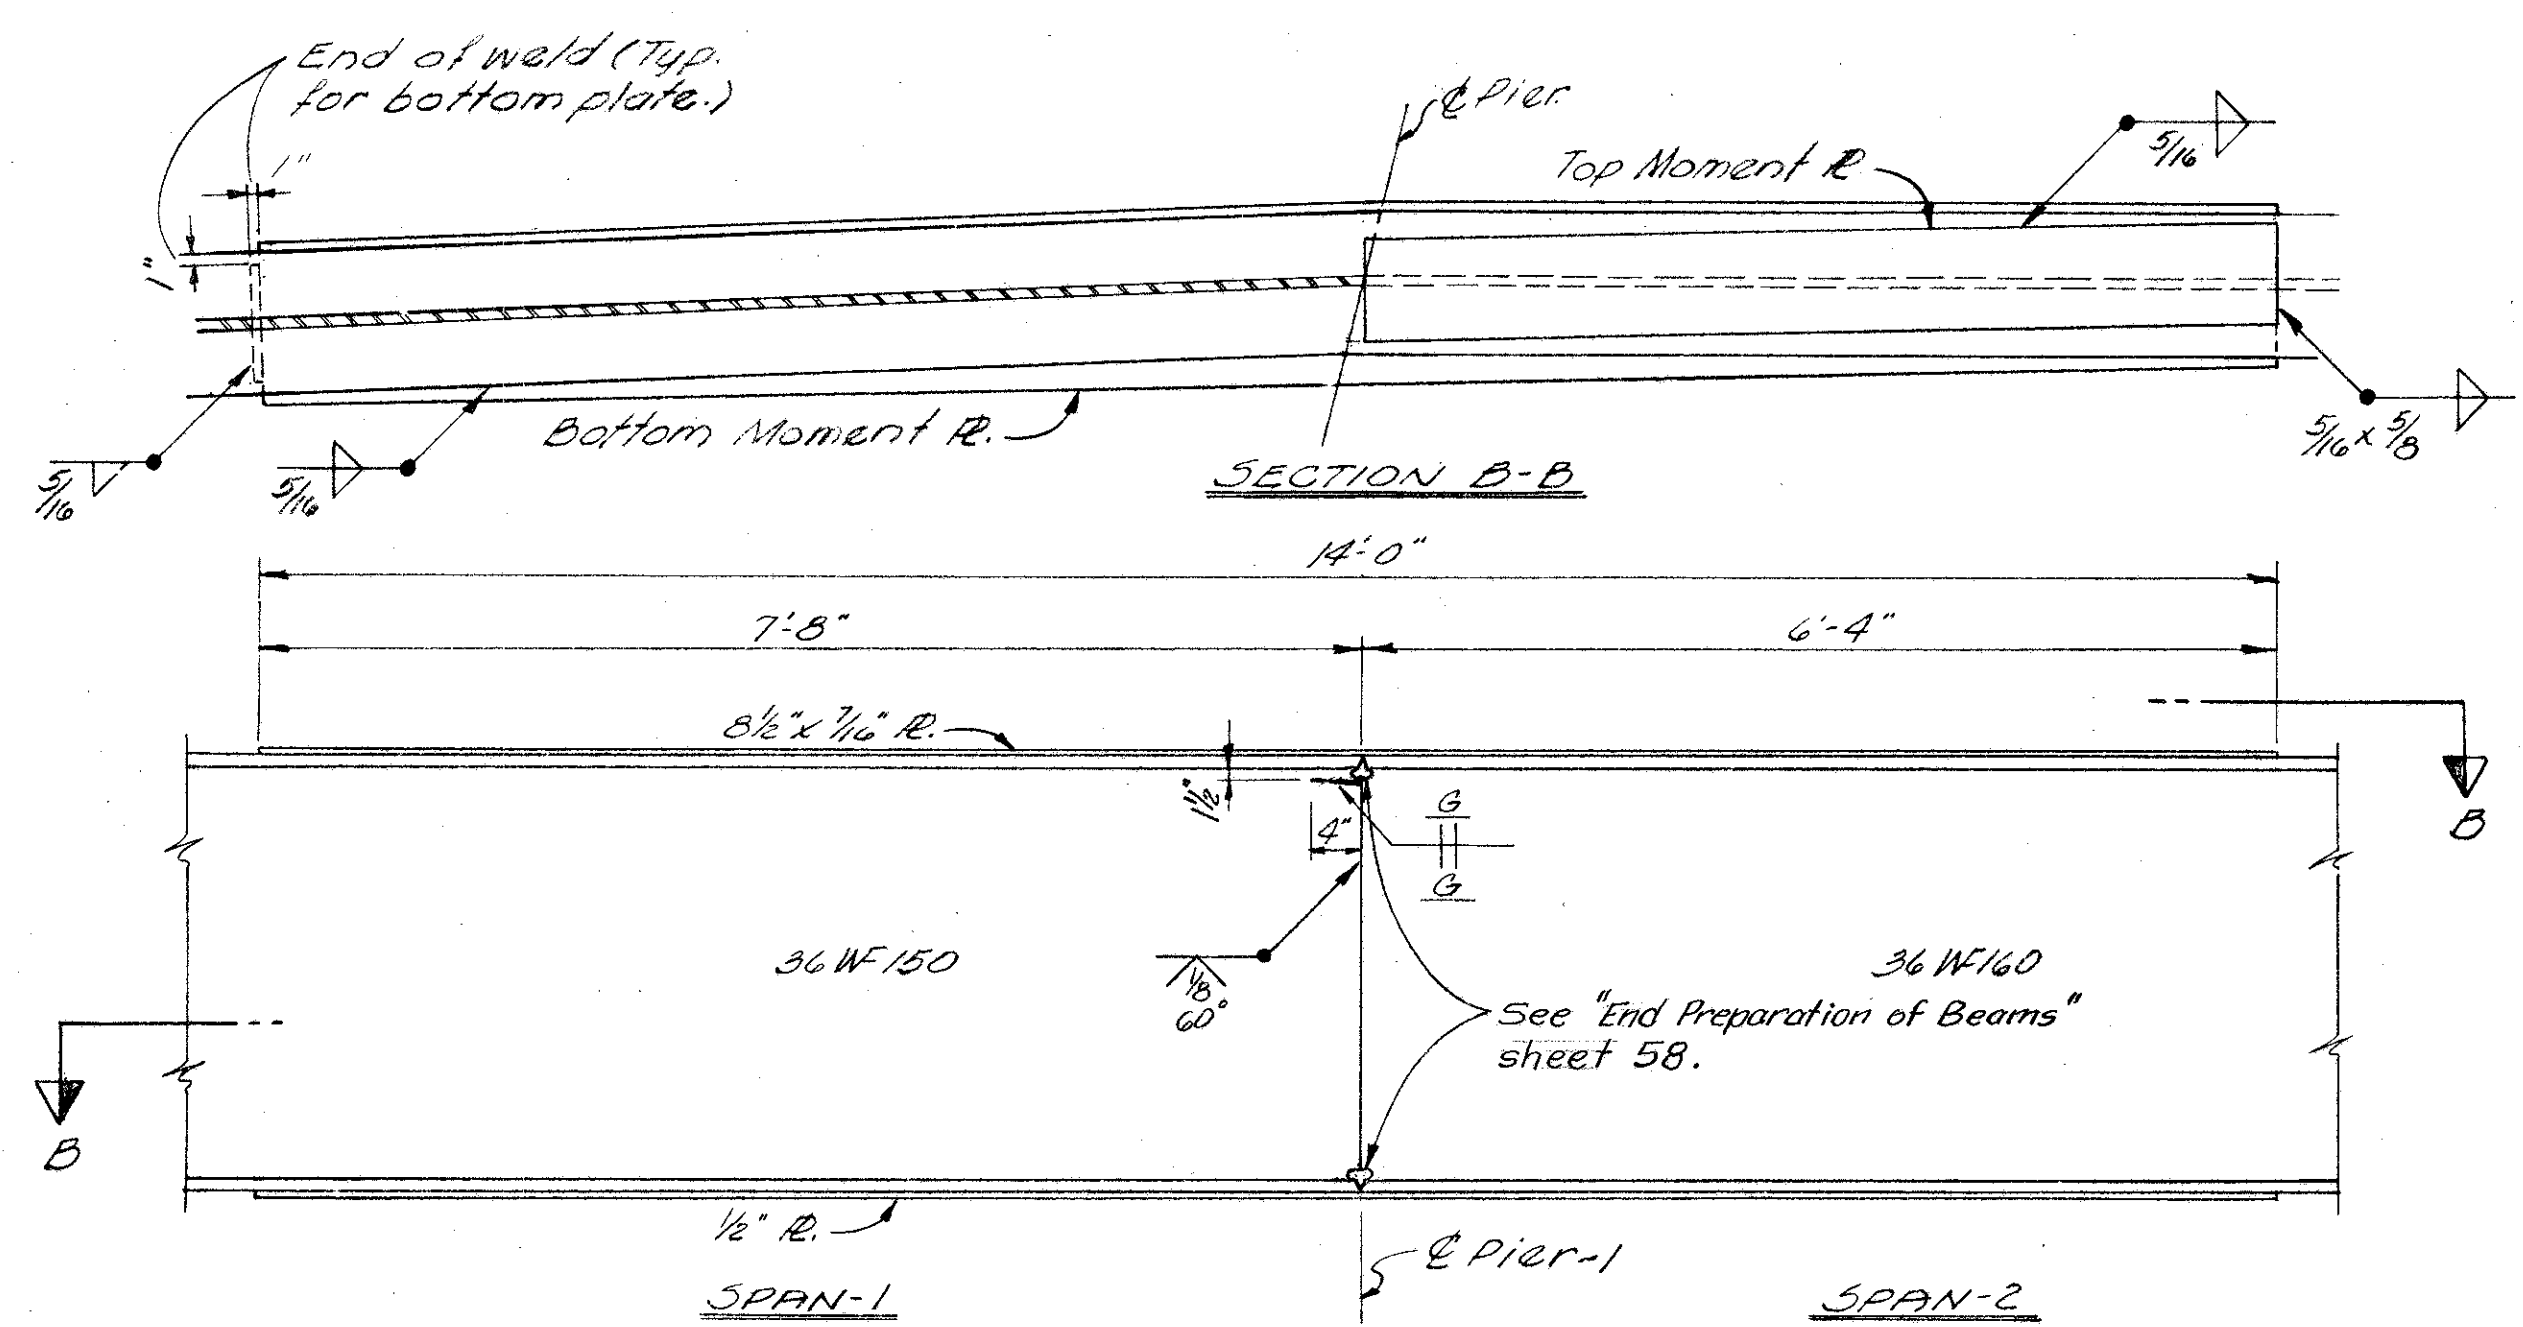 End of weld (Typ.
for bottom plate.)
1"
1"
℄ Pier.
Top Moment ⅊
5/16
Bottom Moment ⅊.
5/16
5/16
5/16 x 5/8
SECTION B-B
14'-0"
7'-8"
6'-4"
8½" x 7/16" ⅊.
1½"
4"
G
G
B
36 WF 150
1/8
60°
36 WF 160
See "End Preparation of Beams"
sheet 58.
B
½" ⅊.
℄ Pier-1
SPAN-1
SPAN-2